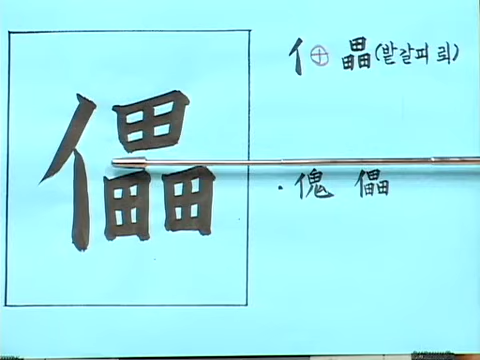 儡
亻⊕畾(밭갈피 뢰)
· 傀 儡